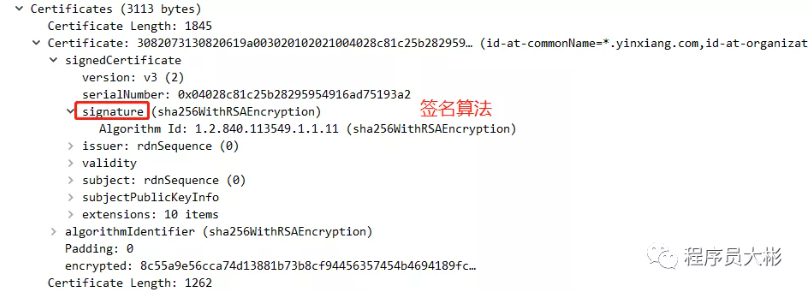 Certificates (3113 bytes)
Certificate Length: 1845
Certificate: 3082073130820619a003020102021004028c81c25b282959… (id-at-commonName=*.yinxiang.com,id-at-organizat
signedCertificate
version: v3 (2)
serialNumber: 0x04028c81c25b28295954916ad75193a2
signature (sha256WithRSAEncryption) 签名算法
Algorithm Id: 1.2.840.113549.1.1.11 (sha256WithRSAEncryption)
issuer: rdnSequence (0)
validity
subject: rdnSequence (0)
subjectPublicKeyInfo
extensions: 10 items
algorithmIdentifier (sha256WithRSAEncryption)
Padding: 0
encrypted: 8c55a9e56cca74d13881b73b8cf94456357454b4694189fc…
Certificate Length: 1262
程序员大彬